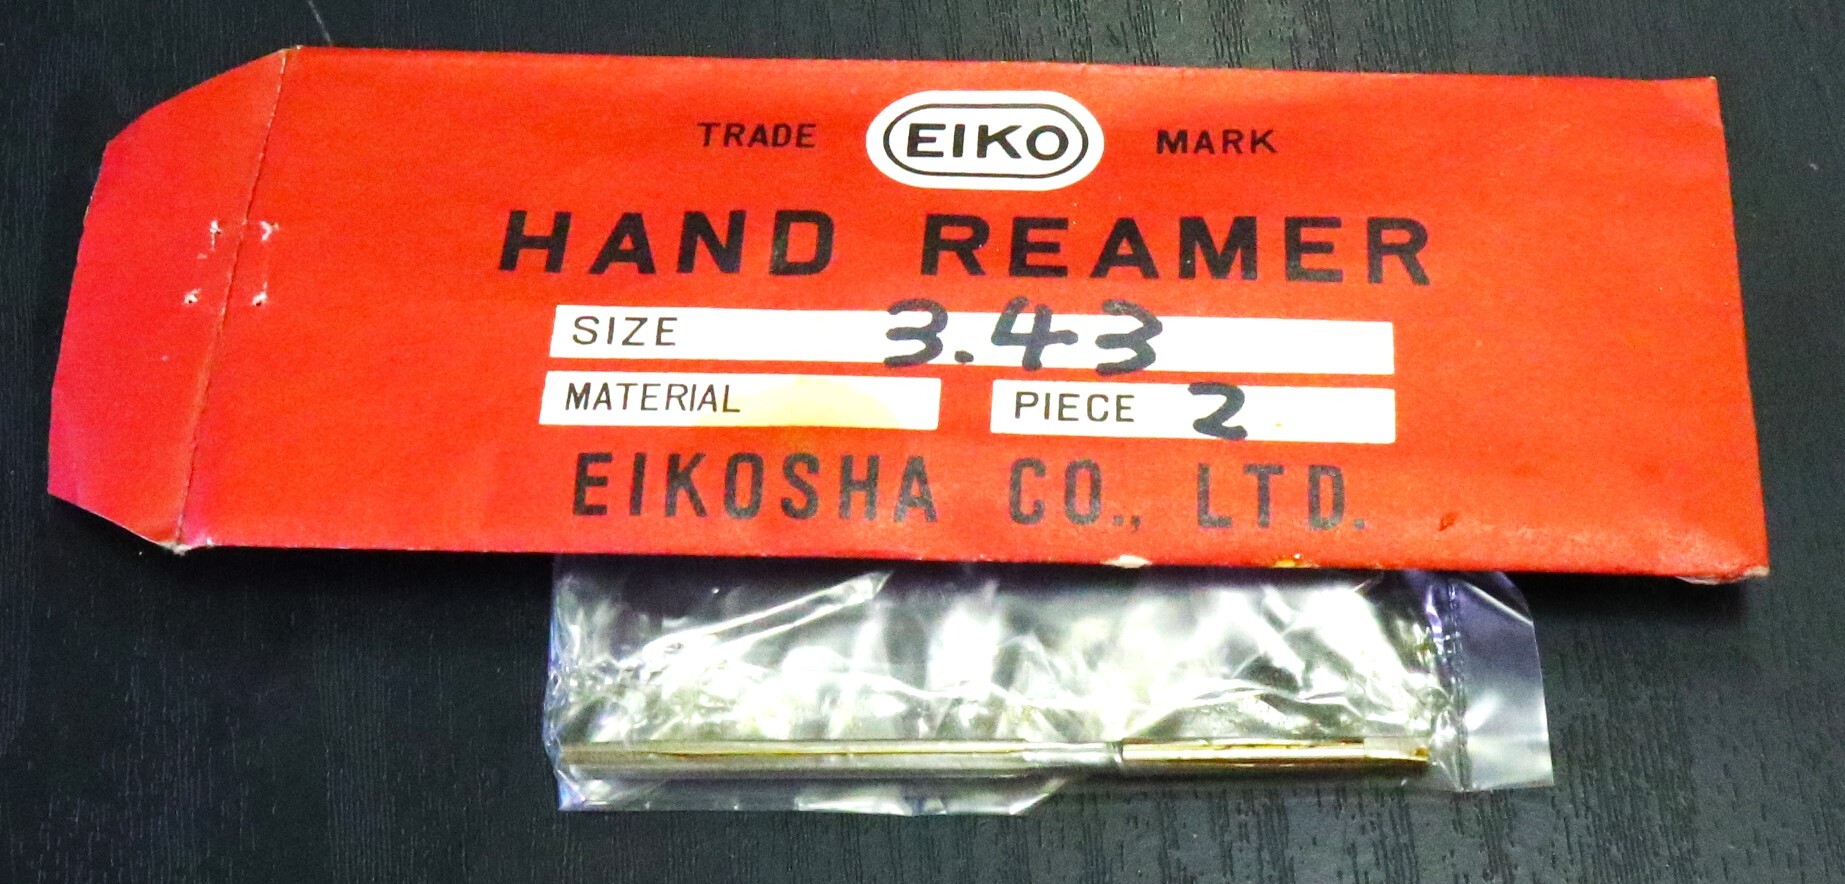 TRADE EIKO MARK
HAND REAMER
SIZE 3.43
MATERIAL PIECE 2
EIKOSHA CO., LTD.